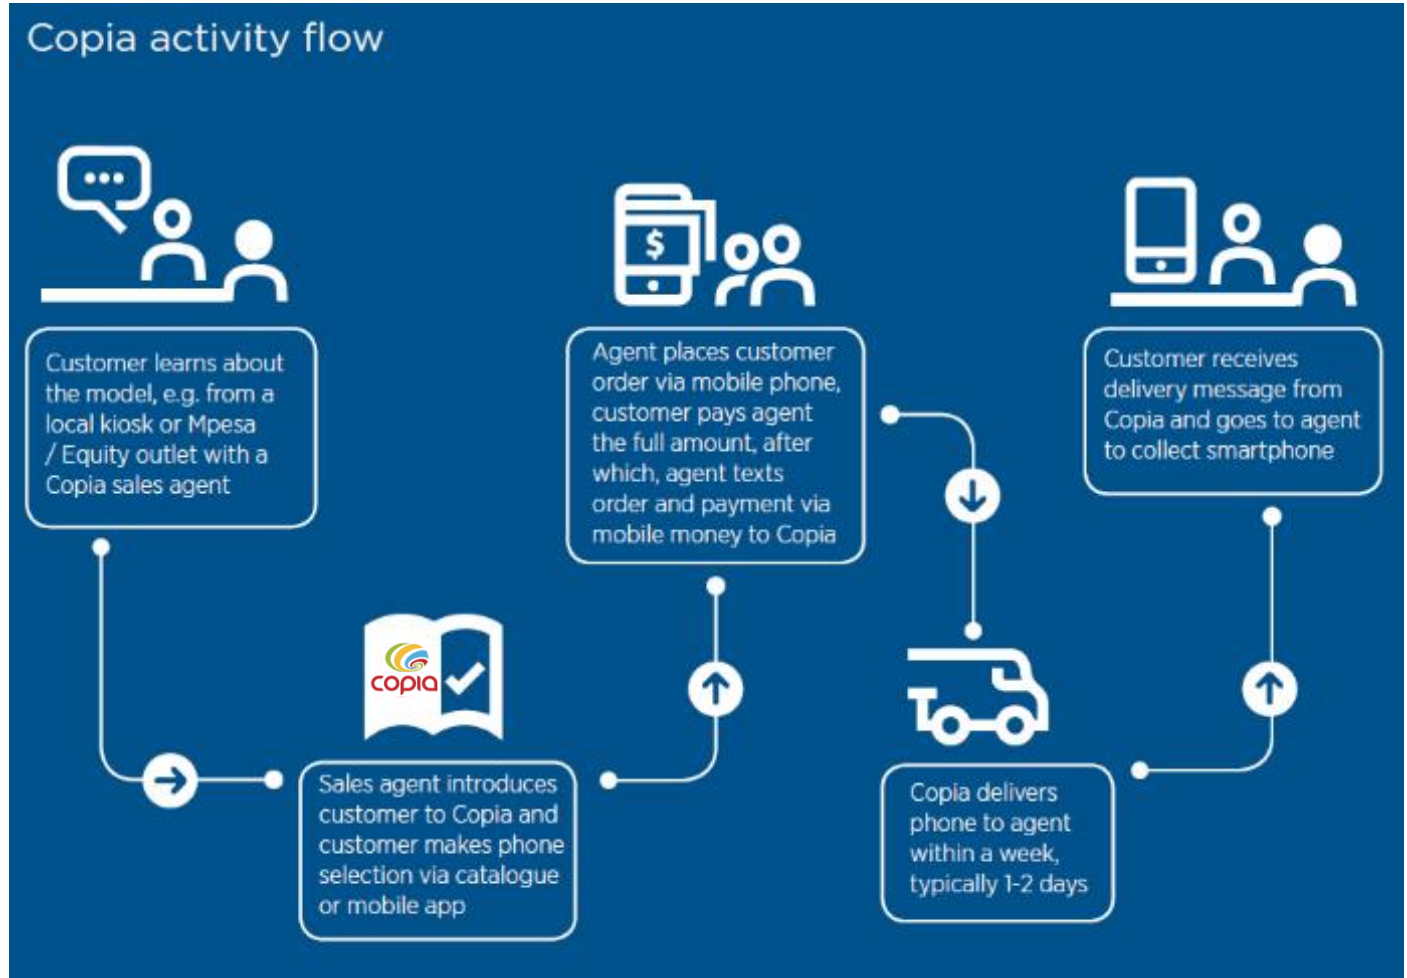 Copia activity flow
Customer learns about
the model, e.g. from a
local kiosk or Mpesa
/ Equity outlet with a
Copia sales agent
copia
Sales agent introduces
customer to Copia and
customer makes phone
selection via catalogue
or mobile app
$
Agent places customer
order via mobile phone,
customer pays agent
the full amount, after
which, agent texts
order and payment via
mobile money to Copia
Copia delivers
phone to agent
within a week,
typically 1-2 days
Customer receives
delivery message from
Copia and goes to agent
to collect smartphone